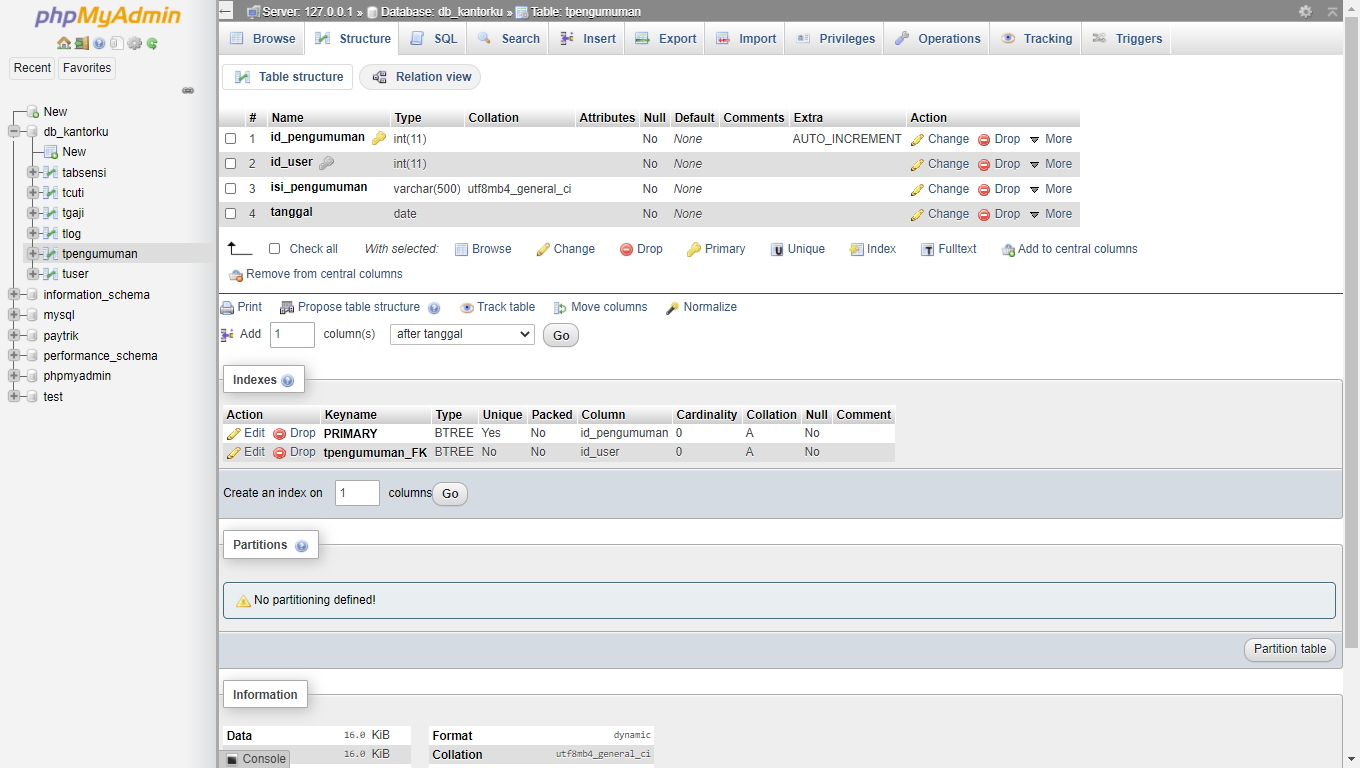 phpMyAdmin
Recent Favorites
New
db_kantorku
New
tabsensi
tcuti
tgaji
tlog
tpengumuman
tuser
information_schema
mysql
paytrik
performance_schema
phpmyadmin
test
Server: 127.0.0.1 » Database: db_kantorku » Table: tpengumuman
Browse Structure SQL Search Insert Export Import Privileges Operations Tracking Triggers
Table structure Relation view
# Name Type Collation Attributes Null Default Comments Extra Action
1 id_pengumuman int(11) No None AUTO_INCREMENT Change Drop More
2 id_user int(11) No None Change Drop More
3 isi_pengumuman varchar(500) utf8mb4_general_ci No None Change Drop More
4 tanggal date No None Change Drop More
Check all With selected: Browse Change Drop Primary Unique Index Fulltext Add to central columns
Remove from central columns
Print Propose table structure Track table Move columns Normalize
Add 1 column(s) after tanggal Go
Indexes
Action Keyname Type Unique Packed Column Cardinality Collation Null Comment
Edit Drop PRIMARY BTREE Yes No id_pengumuman 0 A No
Edit Drop tpengumuman_FK BTREE No No id_user 0 A No
Create an index on 1 columns Go
Partitions
No partitioning defined!
Partition table
Information
Data 16.0 KiB Format dynamic
16.0 KiB Collation utf8mb4_general_ci
Console